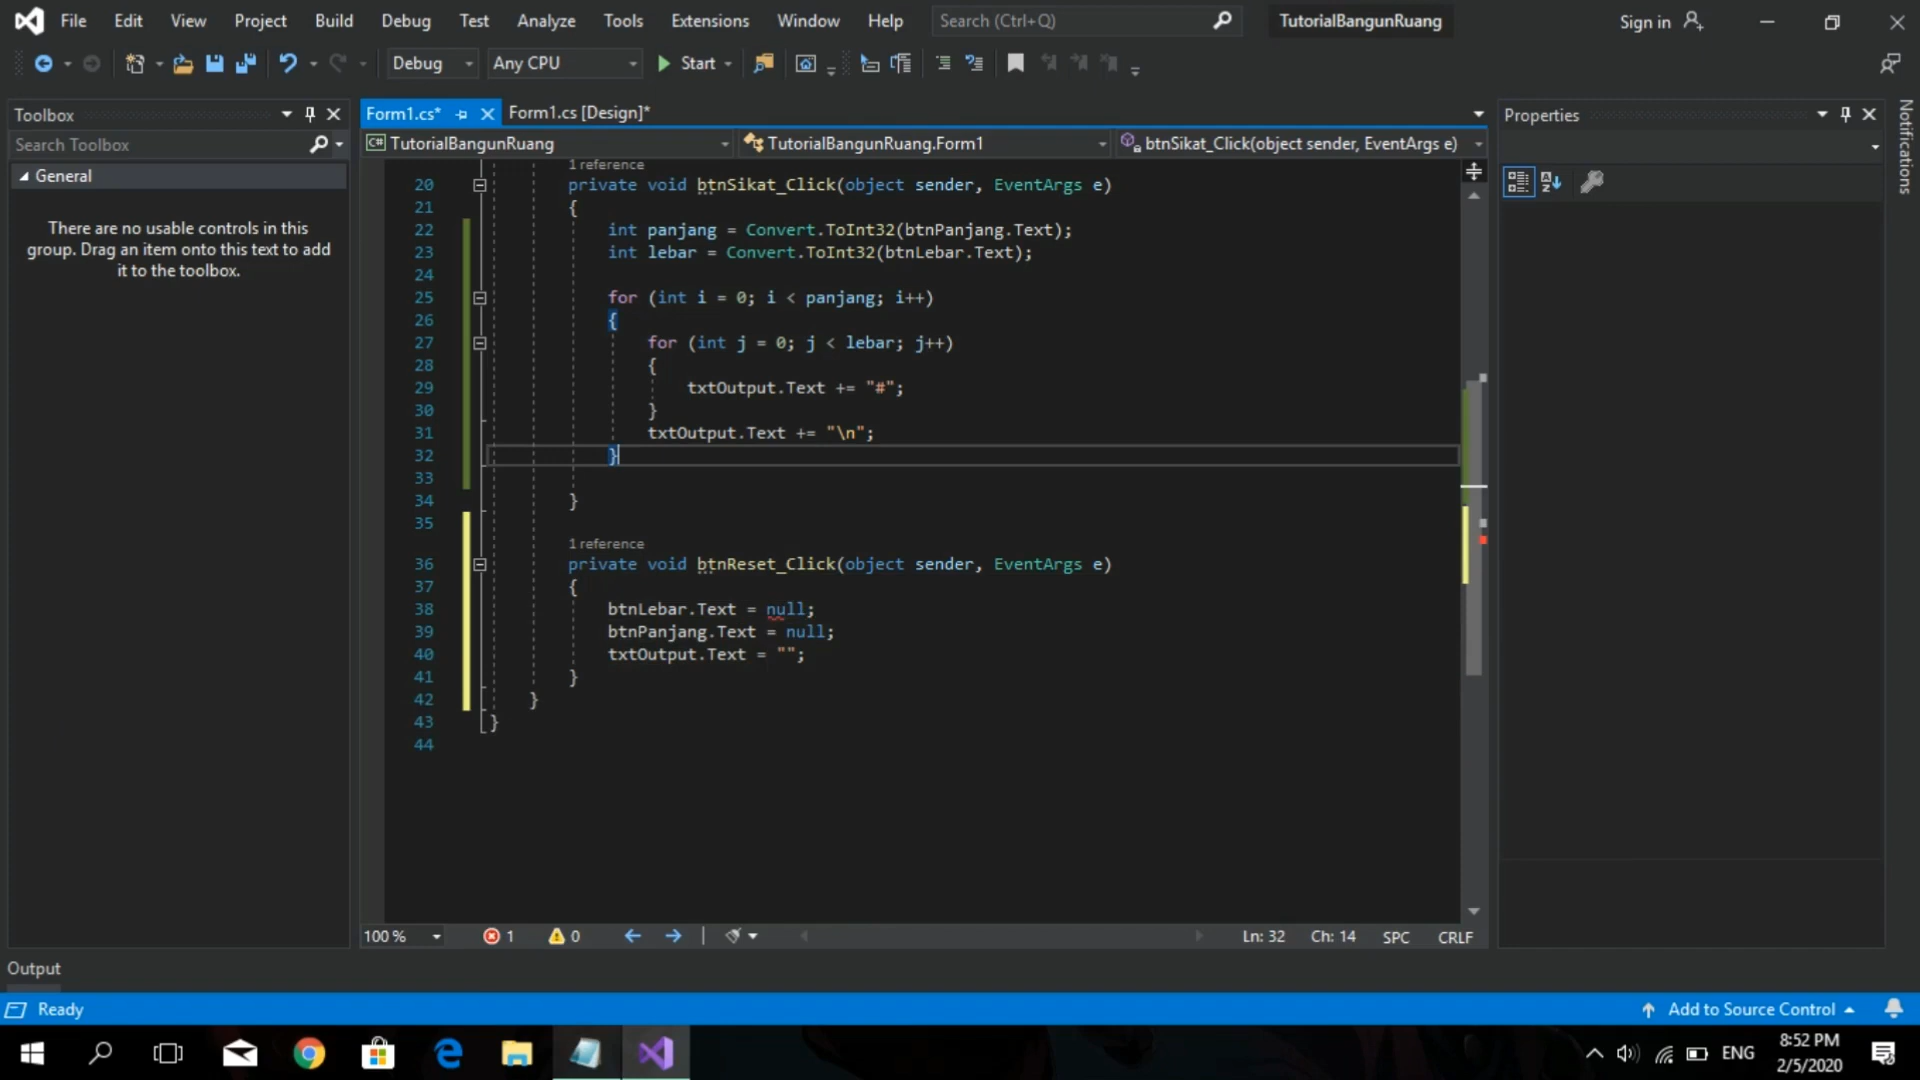 File Edit View Project Build Debug Test Analyze Tools Extensions Window Help Search (Ctrl+Q) TutorialBangunRuang Sign in
Debug Any CPU Start
Toolbox
Search Toolbox
General
There are no usable controls in this
group. Drag an item onto this text to add
it to the toolbox.
Form1.cs* Form1.cs [Design]*
C# TutorialBangunRuang TutorialBangunRuang.Form1 btnSikat_Click(object sender, EventArgs e)
1 reference
20 private void btnSikat_Click(object sender, EventArgs e)
21 {
22 int panjang = Convert.ToInt32(btnPanjang.Text);
23 int lebar = Convert.ToInt32(btnLebar.Text);
24
25 for (int i = 0; i < panjang; i++)
26 {
27 for (int j = 0; j < lebar; j++)
28 {
29 txtOutput.Text += "#";
30 }
31 txtOutput.Text += "\n";
32 }
33
34 }
35
1 reference
36 private void btnReset_Click(object sender, EventArgs e)
37 {
38 btnLebar.Text = null;
39 btnPanjang.Text = null;
40 txtOutput.Text = "";
41 }
42 }
43 }
44
100 % 1 0 Ln: 32 Ch: 14 SPC CRLF
Properties
Notifications
Output
Ready Add to Source Control
ENG
8:52 PM
2/5/2020